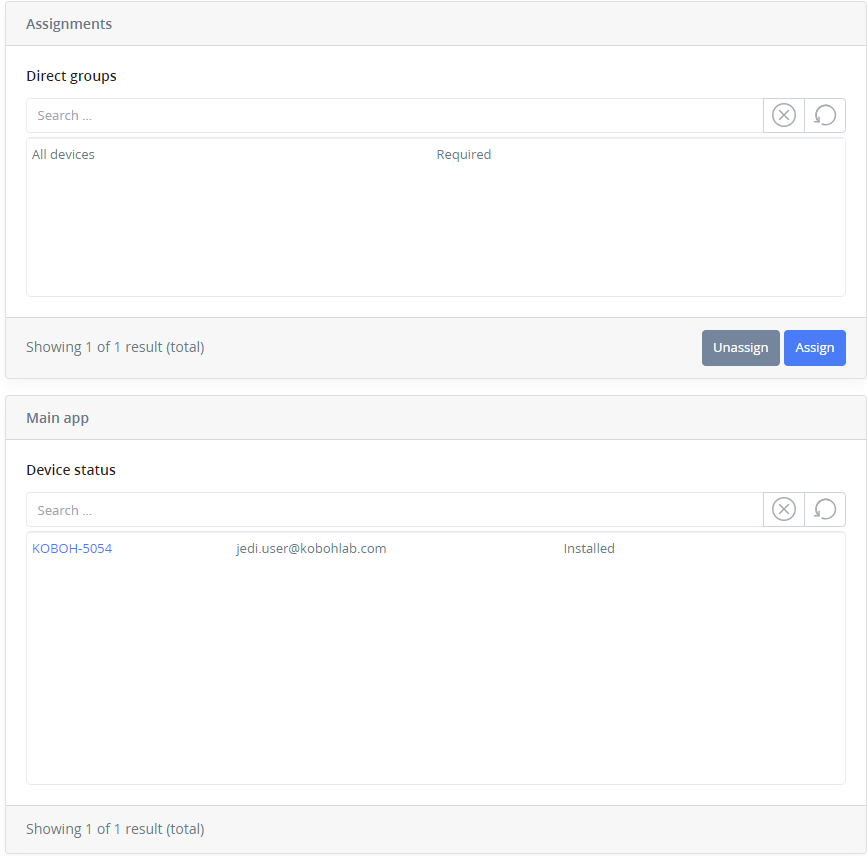 Assignments
Direct groups
Search ...
All devices Required
Showing 1 of 1 result (total)
Unassign Assign
Main app
Device status
Search ...
KOBOH-5054 jedi.user@kobohlab.com Installed
Showing 1 of 1 result (total)